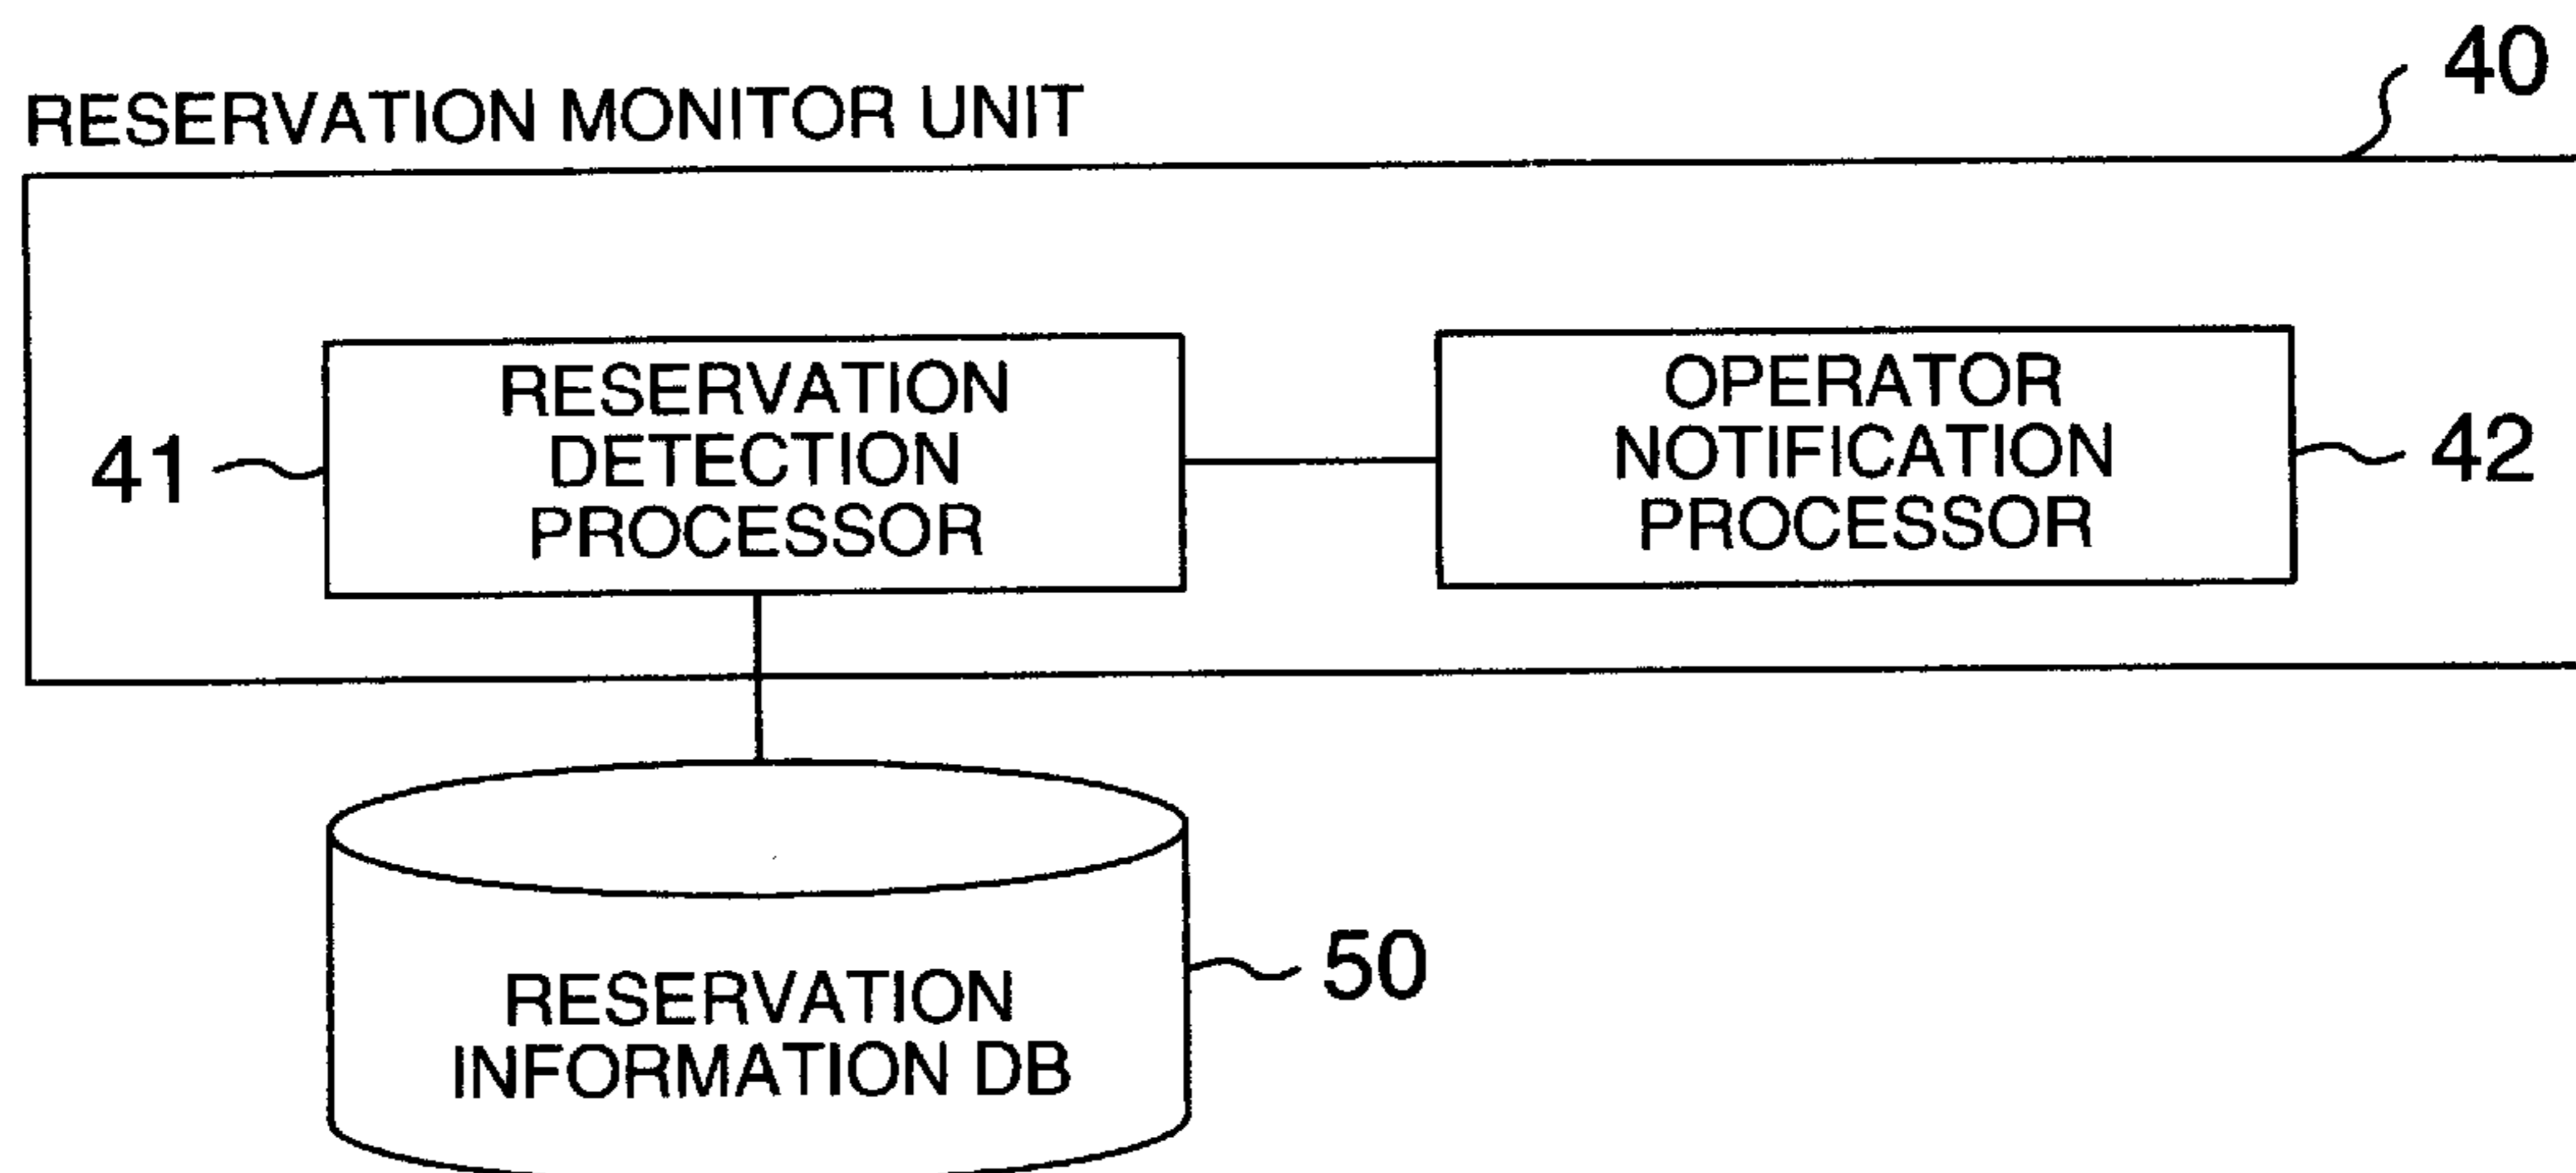 40
RESERVATION MONITOR UNIT
RESERVATION
DETECTION
PROCESSOR
41
OPERATOR
NOTIFICATION
PROCESSOR
42
RESERVATION
INFORMATION DB
50